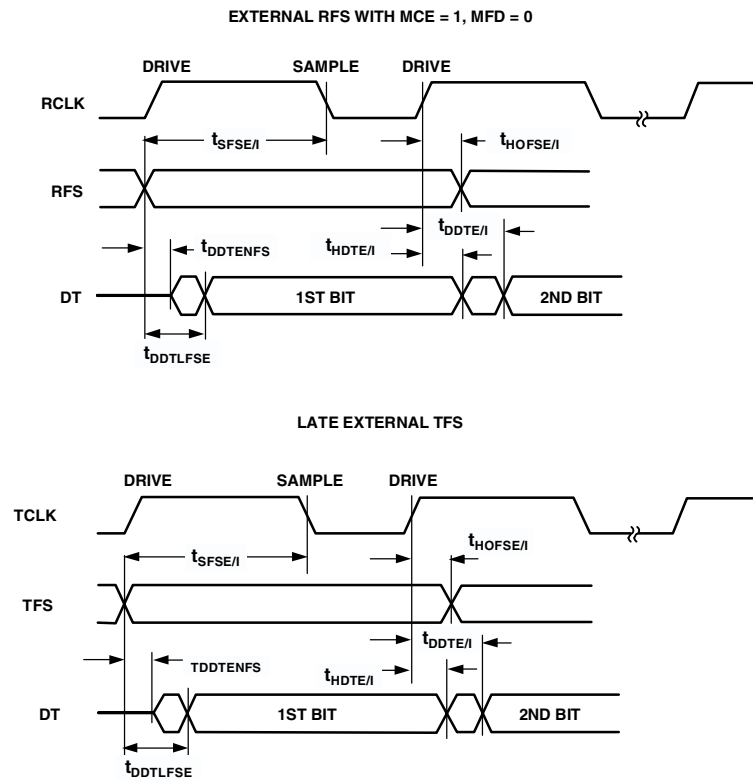 EXTERNAL RFS WITH MCE = 1, MFD = 0
DRIVE SAMPLE DRIVE
RCLK
tSFSE/I tHOFSE/I
RFS
tDDTE/I
tDDTENFS tHDTE/I
DT 1ST BIT 2ND BIT
tDDTLFSE
LATE EXTERNAL TFS
DRIVE SAMPLE DRIVE
TCLK
tHOFSE/I
tSFSE/I
TFS
tDDTE/I
TDDTENFS tHDTE/I
DT 1ST BIT 2ND BIT
tDDTLFSE